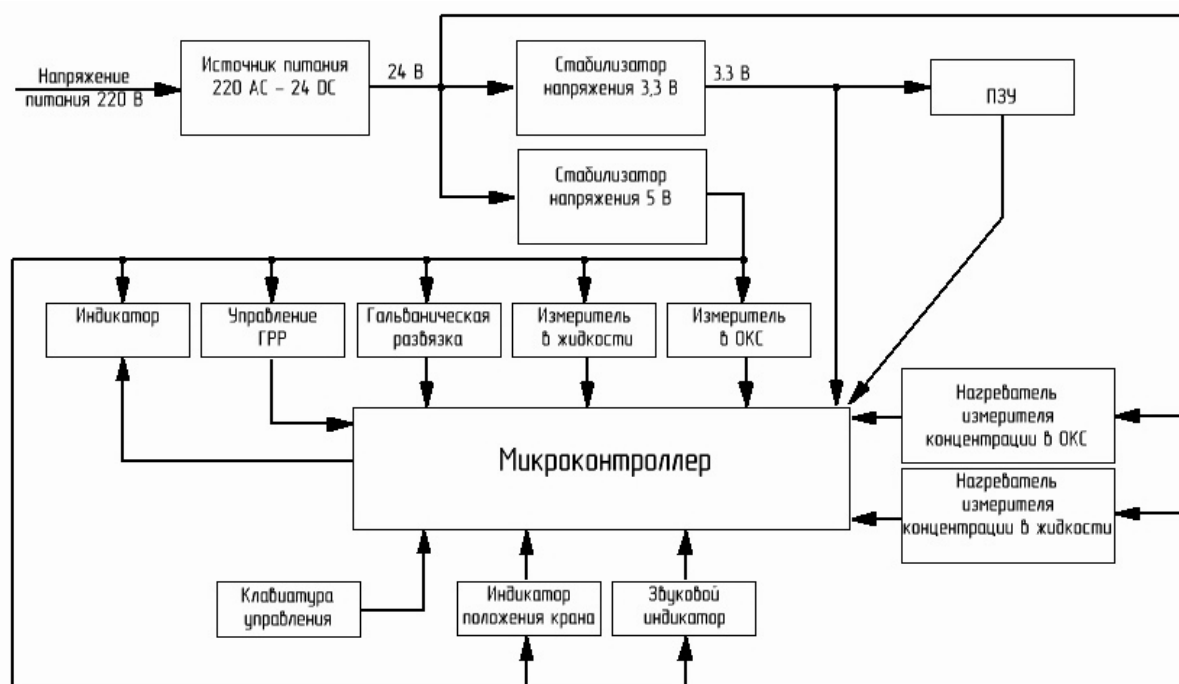 Напряжение
питания 220 В
Источник питания
220 АС - 24 DC
24 В
Стабилизатор
напряжения 3,3 В
3.3 В
ПЗУ
Стабилизатор
напряжения 5 В
Индикатор
Управление
ГРР
Гальваническая
развязка
Измеритель
в жидкости
Измеритель
в ОКС
Микроконтроллер
Нагреватель
измерителя
концентрации в ОКС
Нагреватель
измерителя
концентрации в жидкости
Клавиатура
управления
Индикатор
положения крана
Звуковой
индикатор